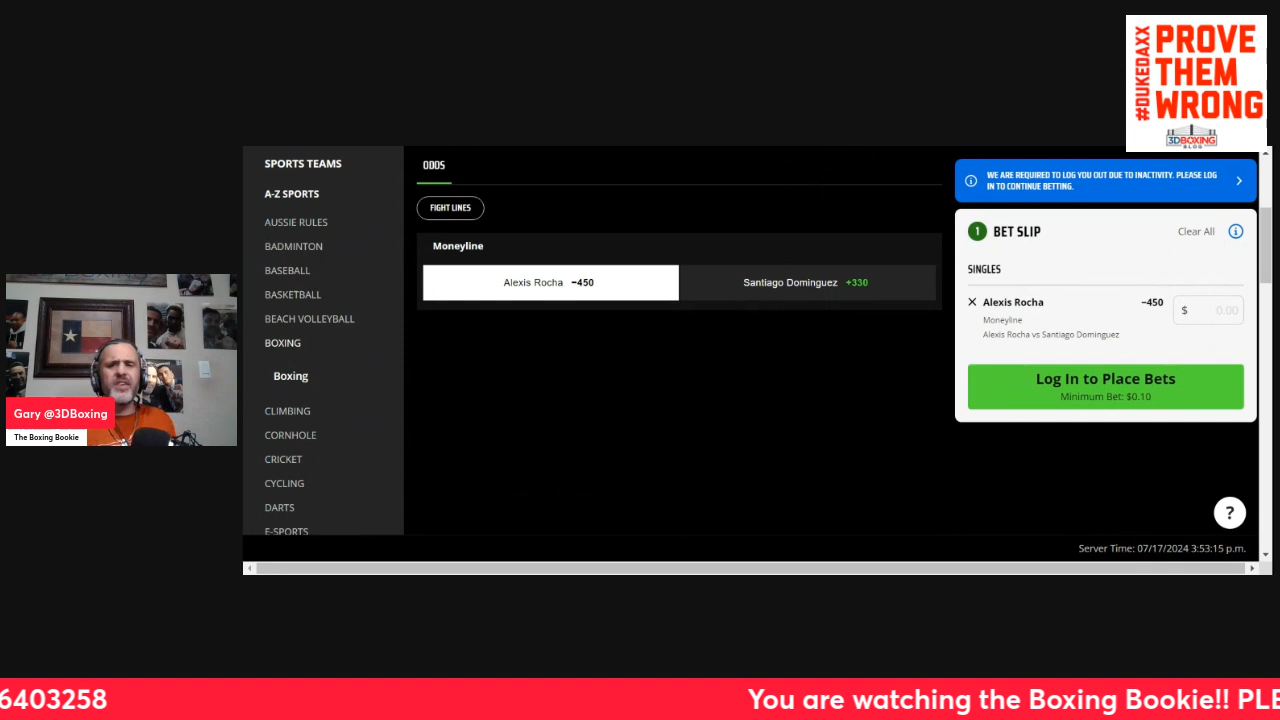 #DUKEDAXX
PROVE
THEM
WRONG
3DBOXING
BLOG
SPORTS TEAMS
A-Z SPORTS
AUSSIE RULES
BADMINTON
BASEBALL
BASKETBALL
BEACH VOLLEYBALL
BOXING
Boxing
CLIMBING
CORNHOLE
CRICKET
CYCLING
DARTS
E-SPORTS
ODDS
FIGHT LINES
Moneyline
Alexis Rocha −450
Santiago Dominguez +330
WE ARE REQUIRED TO LOG YOU OUT DUE TO INACTIVITY. PLEASE LOG
IN TO CONTINUE BETTING.
1 BET SLIP Clear All
SINGLES
Alexis Rocha −450 $ 0.00
Moneyline
Alexis Rocha vs Santiago Dominguez
Log In to Place Bets
Minimum Bet: $0.10
?
Server Time: 07/17/2024 3:53:15 p.m.
Gary @3DBoxing
The Boxing Bookie
6403258
You are watching the Boxing Bookie!! PLE